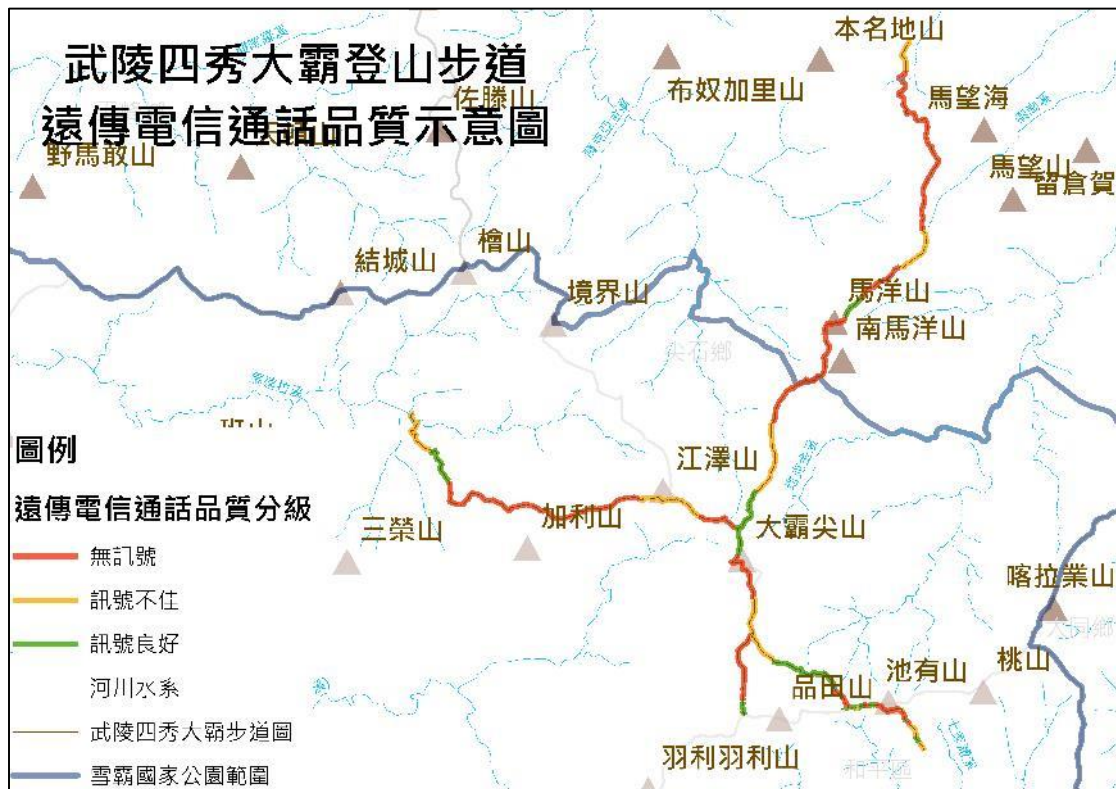 武陵四秀大霸登山步道
遠傳電信通話品質示意圖
本名地山
佐滕山
布奴加里山
馬望海
野馬敢山
馬望山
留倉賀
檜山
結城山
境界山
馬洋山
南馬洋山
尖石鄉
江澤山
加利山
三榮山
大霸尖山
喀拉業山
大同鄉
桃山
池有山
品田山
羽利羽利山
和平區
圖例
遠傳電信通話品質分級
無訊號
訊號不佳
訊號良好
河川水系
武陵四秀大霸步道圖
雪霸國家公園範圍